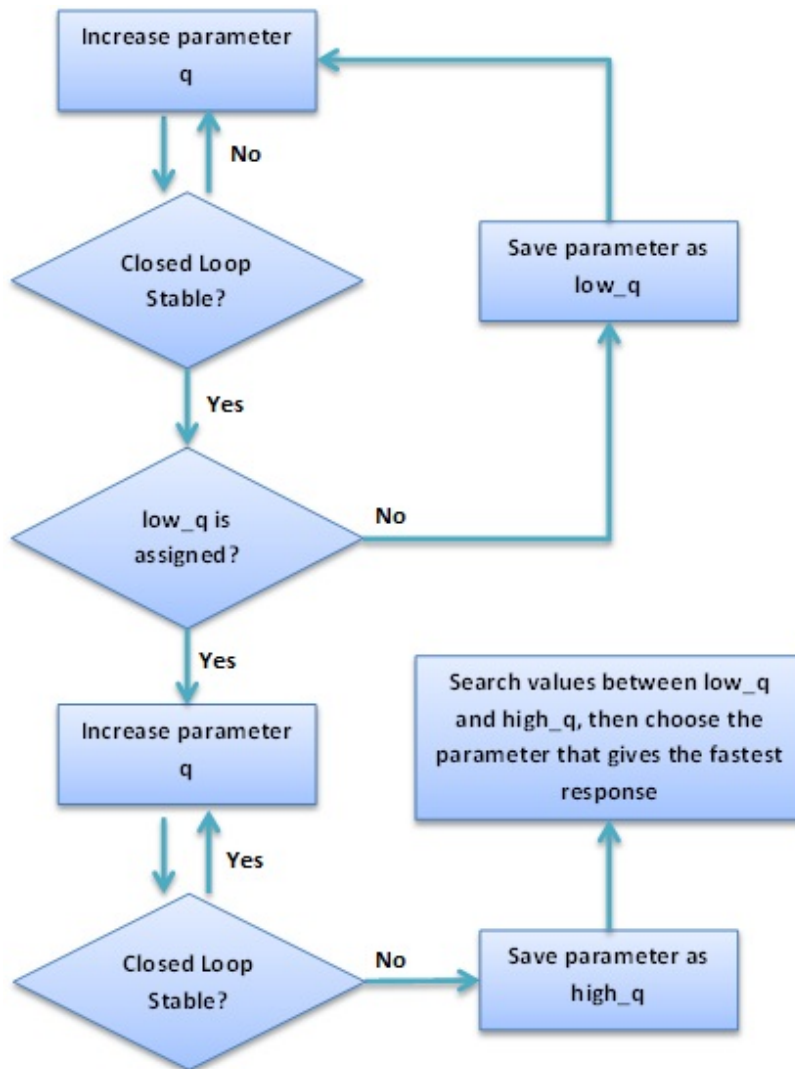 Increase parameter
q
No
Closed Loop
Stable?
Save parameter as
low_q
Yes
low_q is
assigned?
No
Yes
Increase parameter
q
Search values between low_q
and high_q, then choose the
parameter that gives the fastest
response
Yes
Closed Loop
Stable?
No
Save parameter as
high_q